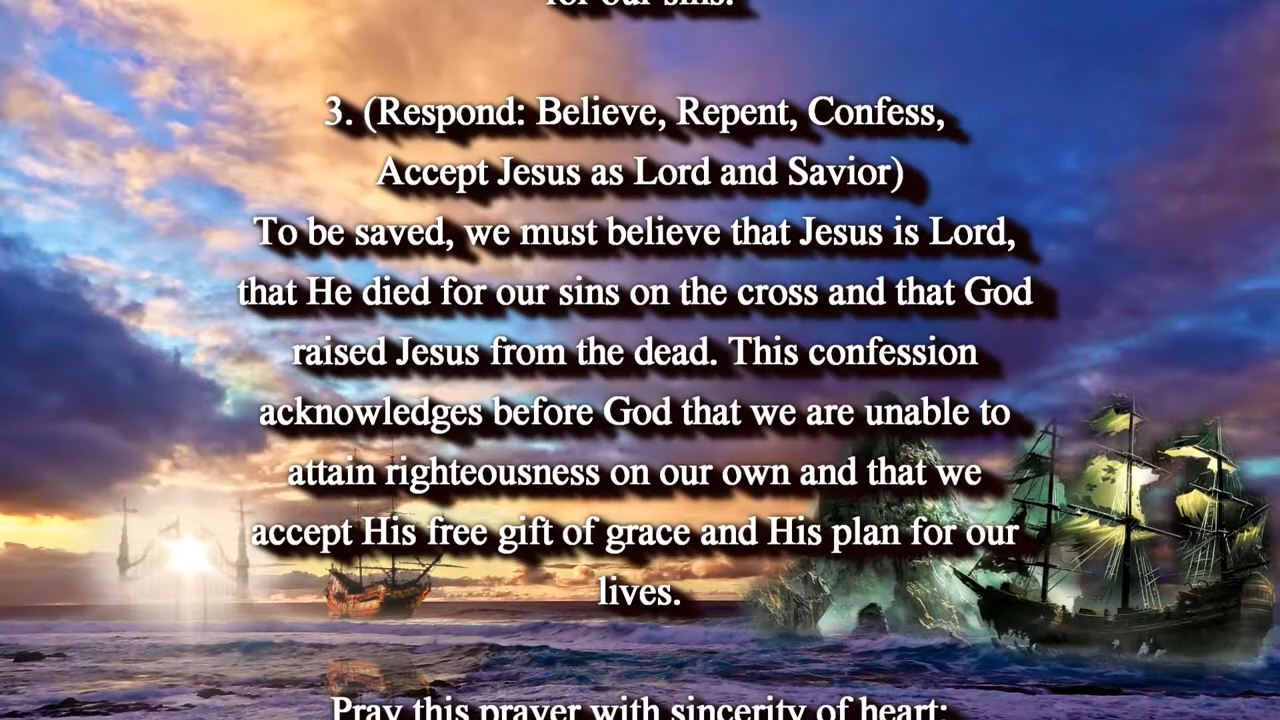 for our sins.
3. (Respond: Believe, Repent, Confess,
Accept Jesus as Lord and Savior)
To be saved, we must believe that Jesus is Lord,
that He died for our sins on the cross and that God
raised Jesus from the dead. This confession
acknowledges before God that we are unable to
attain righteousness on our own and that we
accept His free gift of grace and His plan for our
lives.
Pray this prayer with sincerity of heart: